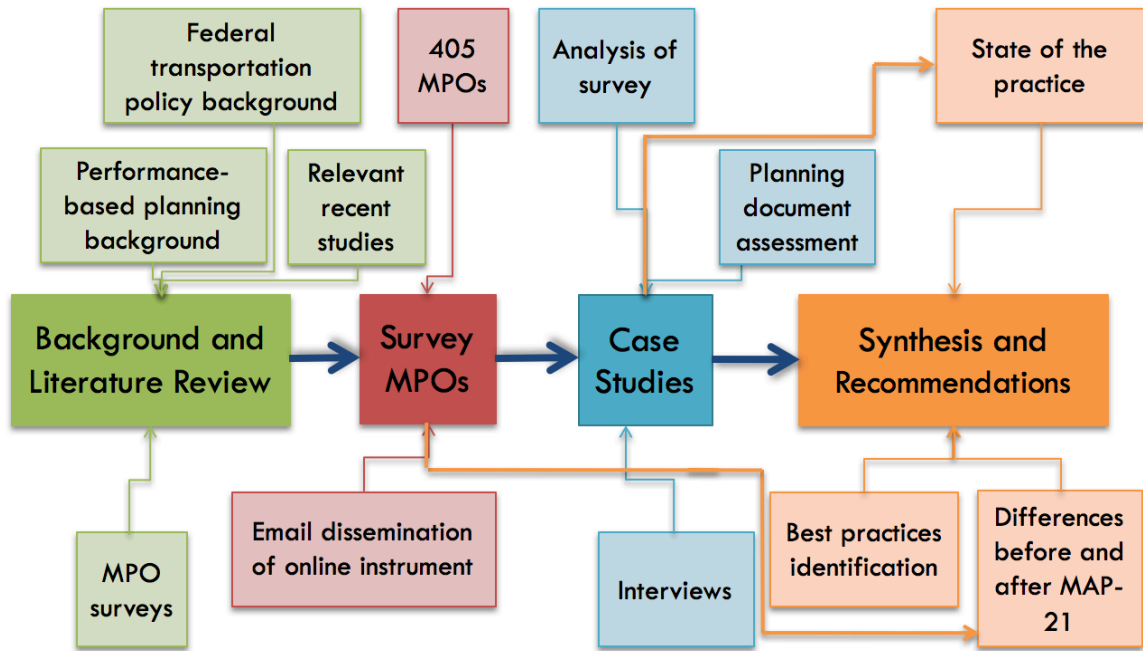 Federal
transportation
policy background
405
MPOs
Analysis of
survey
State of the
practice
Performance-
based planning
background
Relevant
recent
studies
Planning
document
assessment
Background and
Literature Review
Survey
MPOs
Case
Studies
Synthesis and
Recommendations
MPO
surveys
Email dissemination
of online instrument
Interviews
Best practices
identification
Differences
before and
after MAP-
21